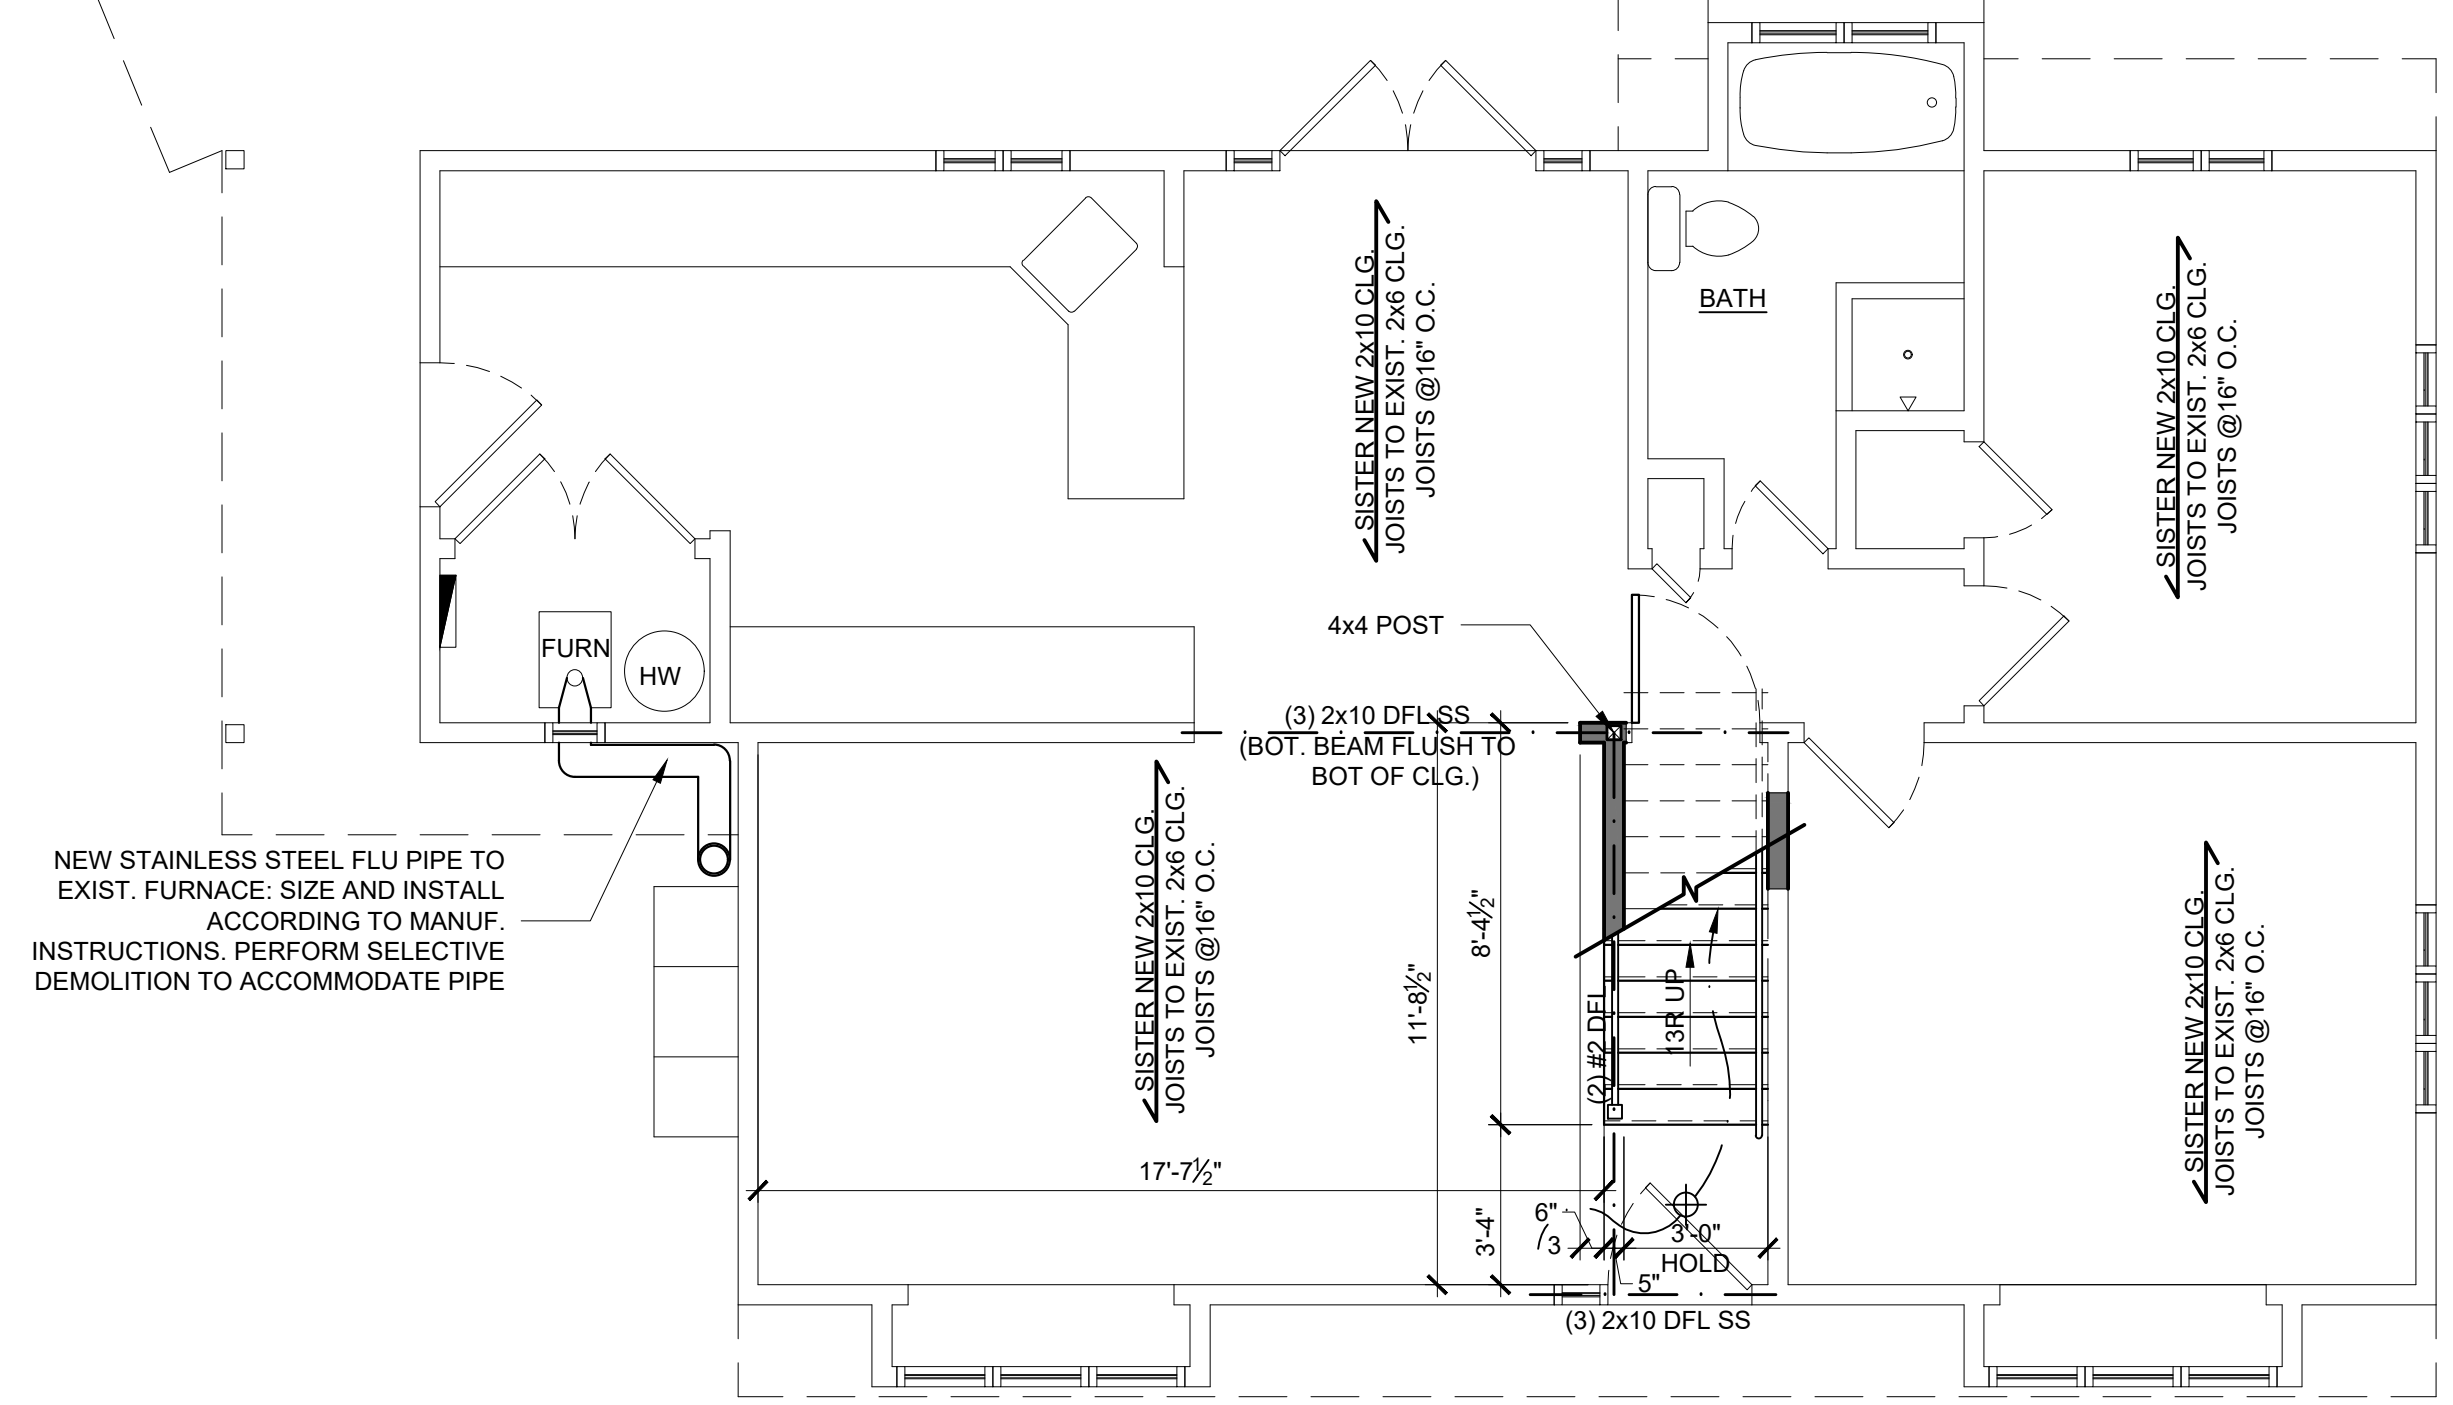 SISTER NEW 2x10 CLG.
JOISTS TO EXIST. 2x6 CLG.
JOISTS @16" O.C.
BATH
SISTER NEW 2x10 CLG.
JOISTS TO EXIST. 2x6 CLG.
JOISTS @16" O.C.
4x4 POST
FURN
HW
(3) 2x10 DFL SS
(BOT. BEAM FLUSH TO
BOT OF CLG.)
NEW STAINLESS STEEL FLU PIPE TO
EXIST. FURNACE: SIZE AND INSTALL
ACCORDING TO MANUF.
INSTRUCTIONS. PERFORM SELECTIVE
DEMOLITION TO ACCOMMODATE PIPE
SISTER NEW 2x10 CLG.
JOISTS TO EXIST. 2x6 CLG.
JOISTS @16" O.C.
11'-8½"
8'-4½"
(2) #2 DFL
13R UP
SISTER NEW 2x10 CLG.
JOISTS TO EXIST. 2x6 CLG.
JOISTS @16" O.C.
17'-7½"
3'-4"
6"
3
3'-0"
HOLD
5"
(3) 2x10 DFL SS